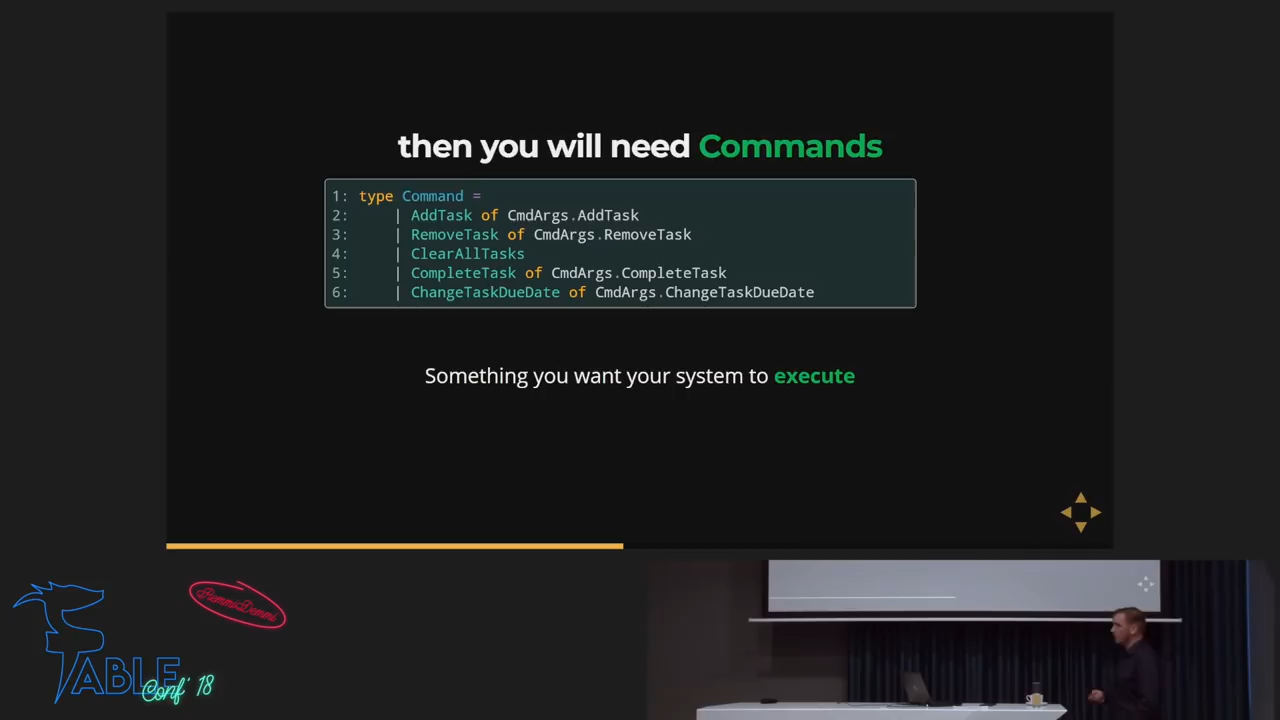 then you will need Commands
1: type Command =
2:     | AddTask of CmdArgs.AddTask
3:     | RemoveTask of CmdArgs.RemoveTask
4:     | ClearAllTasks
5:     | CompleteTask of CmdArgs.CompleteTask
6:     | ChangeTaskDueDate of CmdArgs.ChangeTaskDueDate
Something you want your system to execute
FABLE
Conf' 18